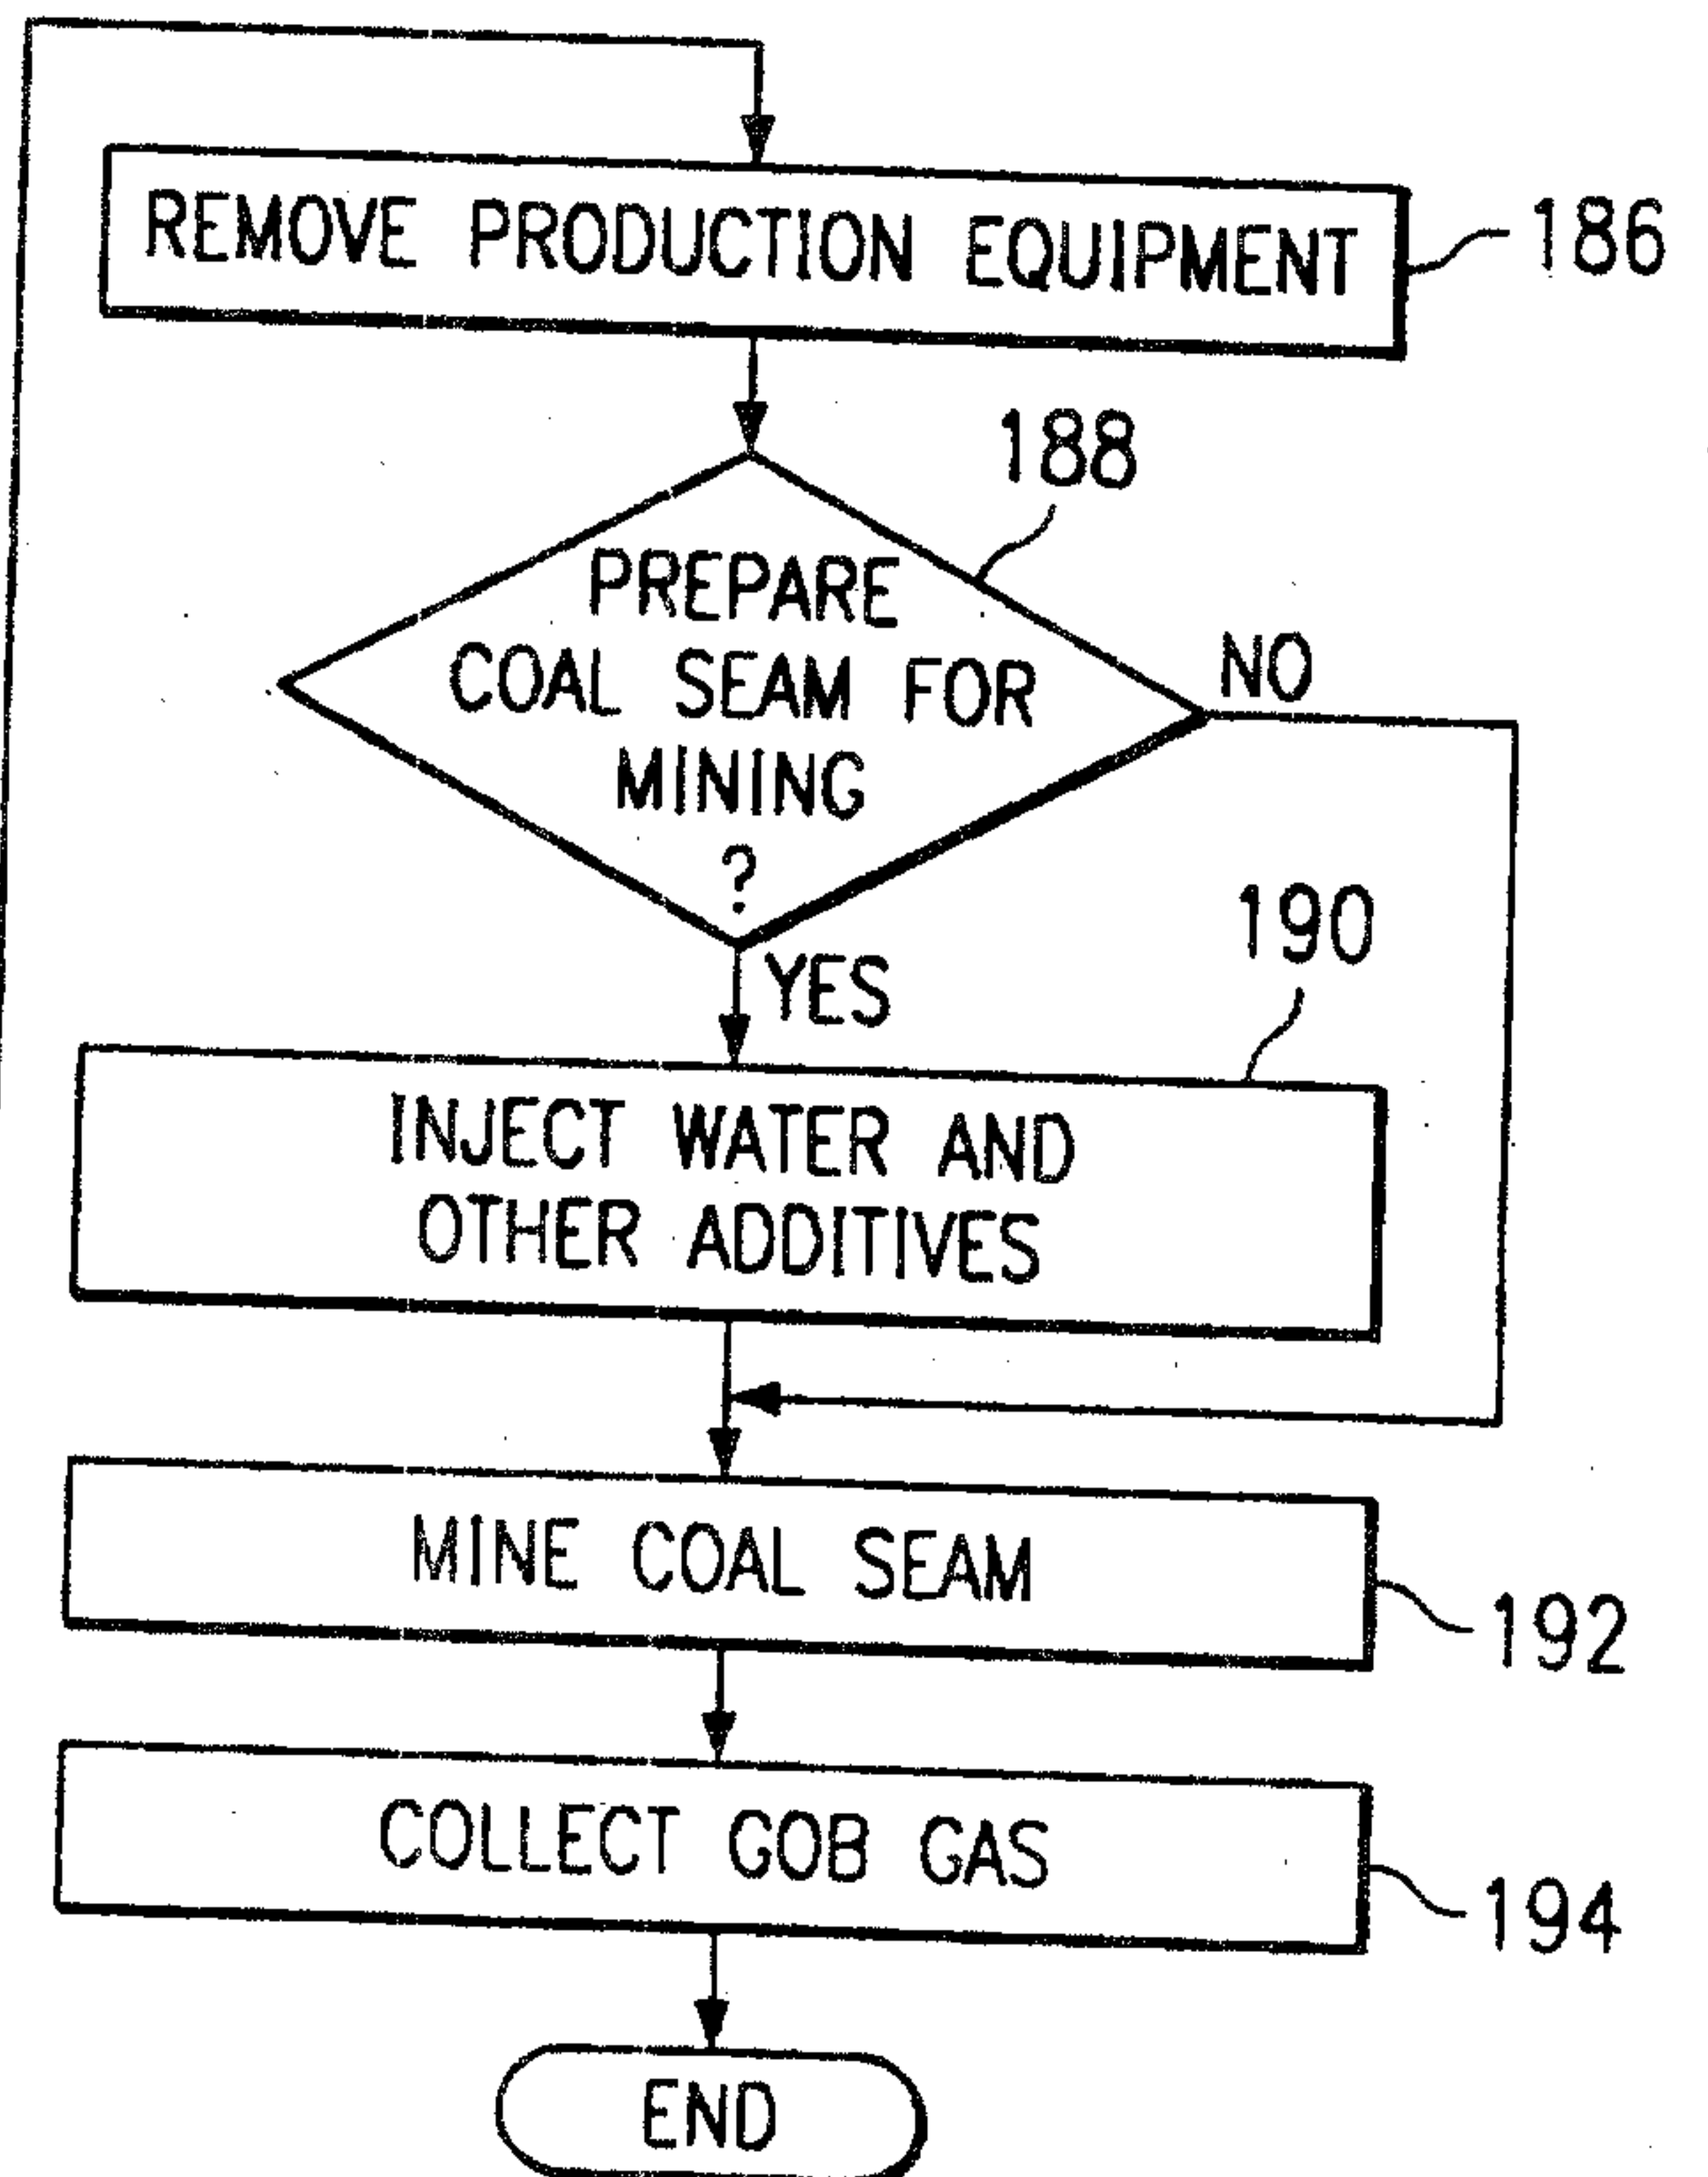 REMOVE PRODUCTION EQUIPMENT
186
188
PREPARE
COAL SEAM FOR
MINING
?
NO
YES
190
INJECT WATER AND
OTHER ADDITIVES
MINE COAL SEAM
192
COLLECT GOB GAS
194
END